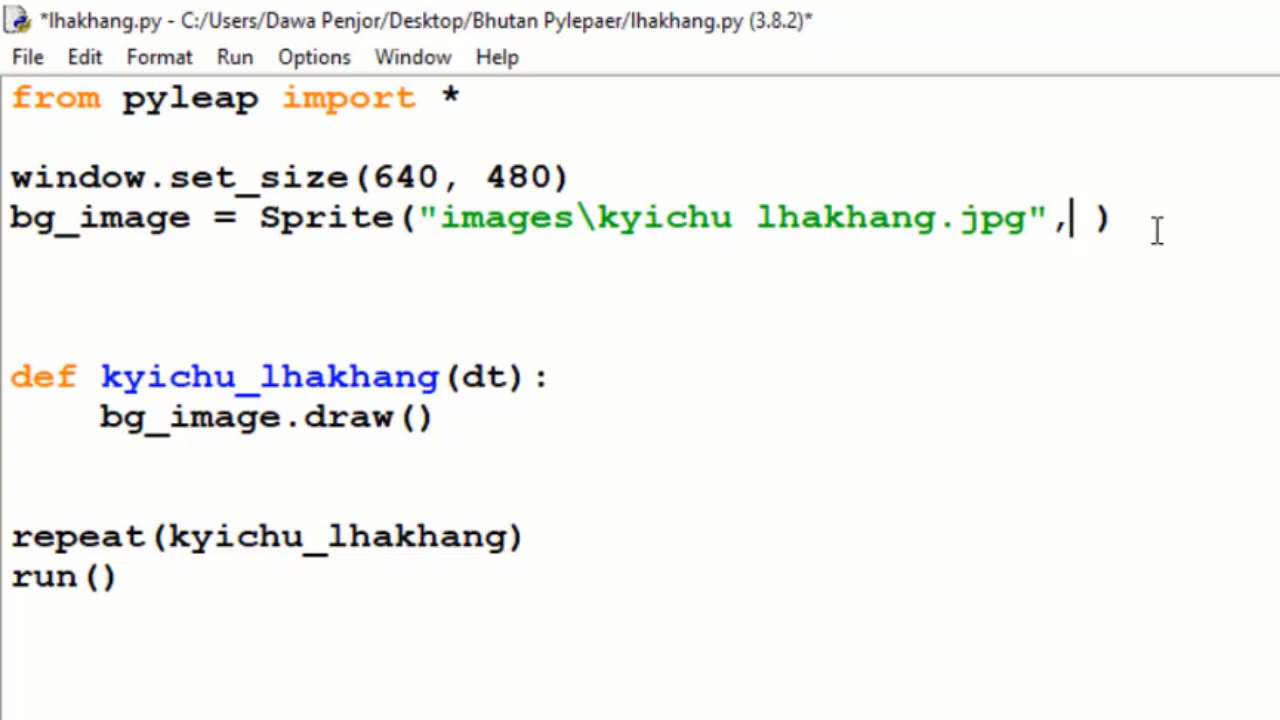 *lhakhang.py - C:/Users/Dawa Penjor/Desktop/Bhutan Pylepaer/lhakhang.py (3.8.2)*
File Edit Format Run Options Window Help
from pyleap import *
window.set_size(640, 480)
bg_image = Sprite("images\kyichu lhakhang.jpg", )
def kyichu_lhakhang(dt):
    bg_image.draw()
repeat(kyichu_lhakhang)
run()